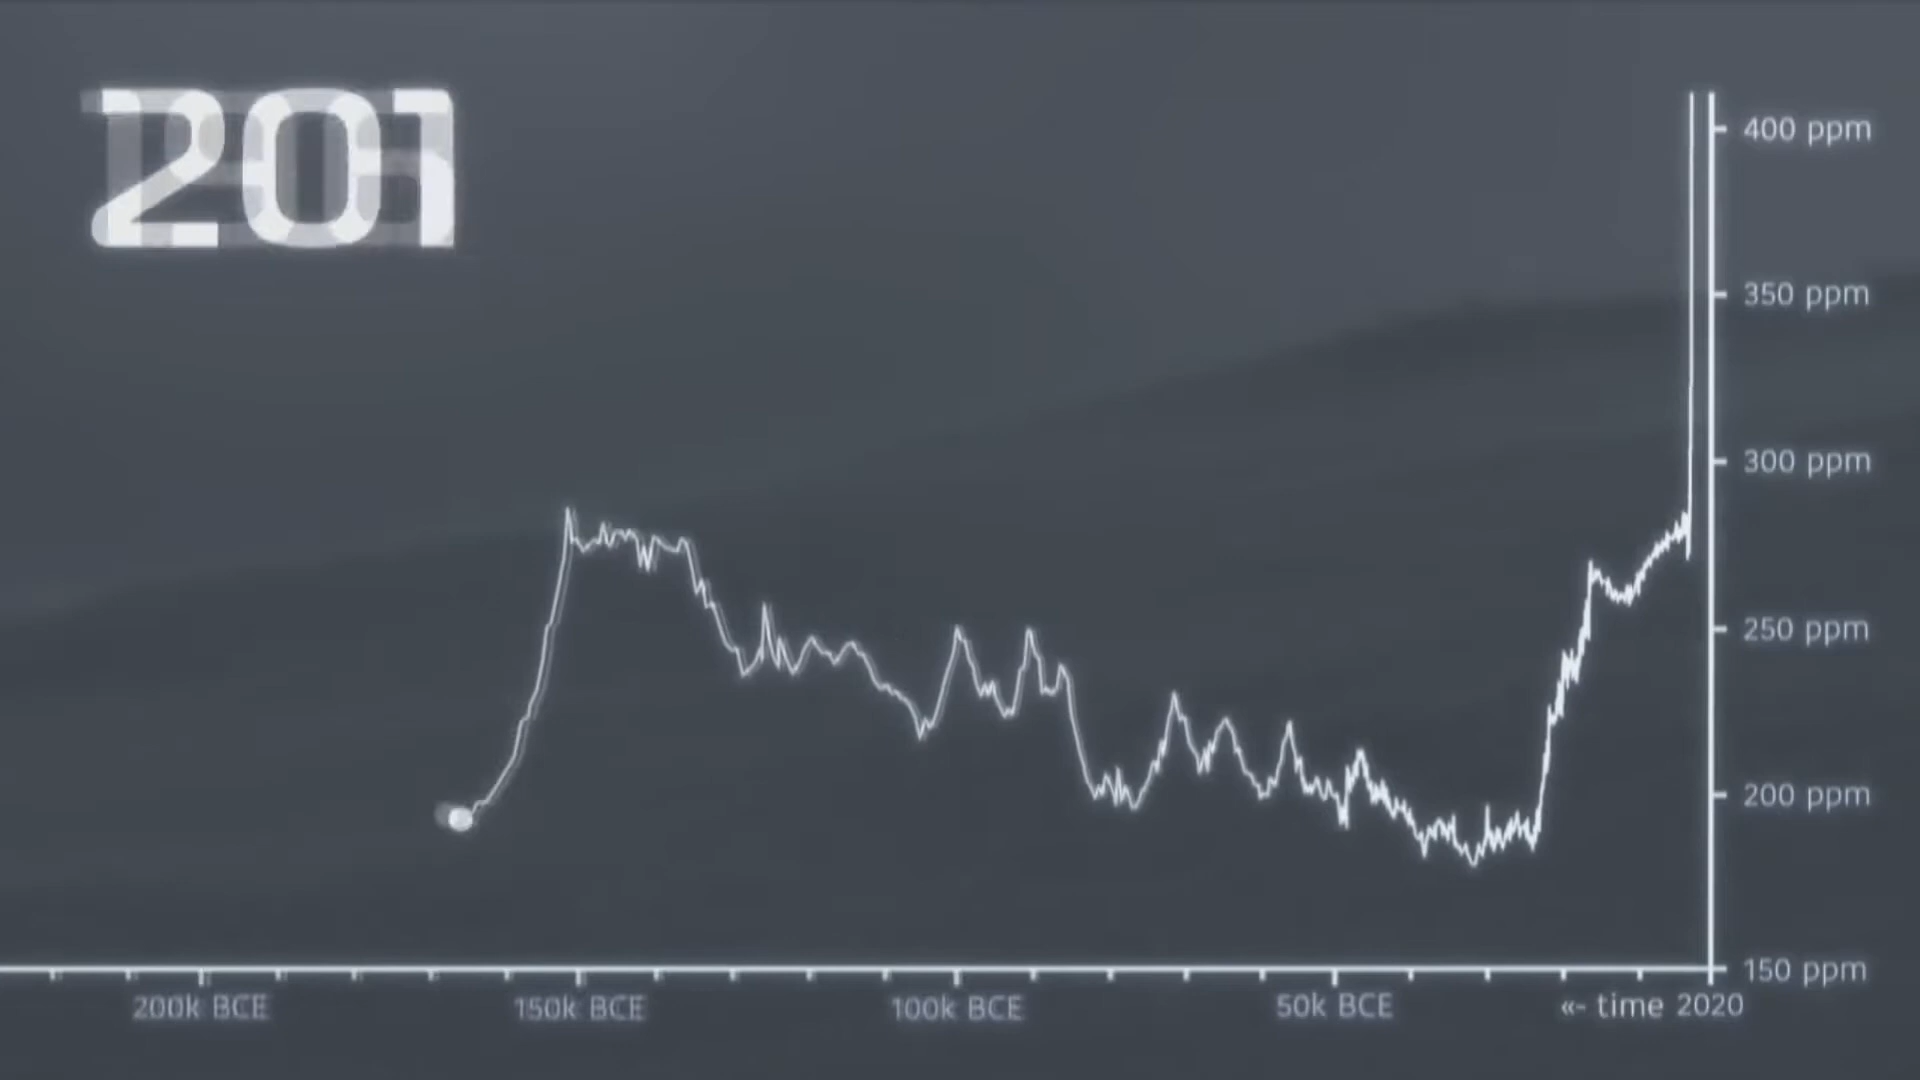 201
400 ppm
350 ppm
300 ppm
250 ppm
200 ppm
150 ppm
200k BCE 150k BCE 100k BCE 50k BCE «- time 2020